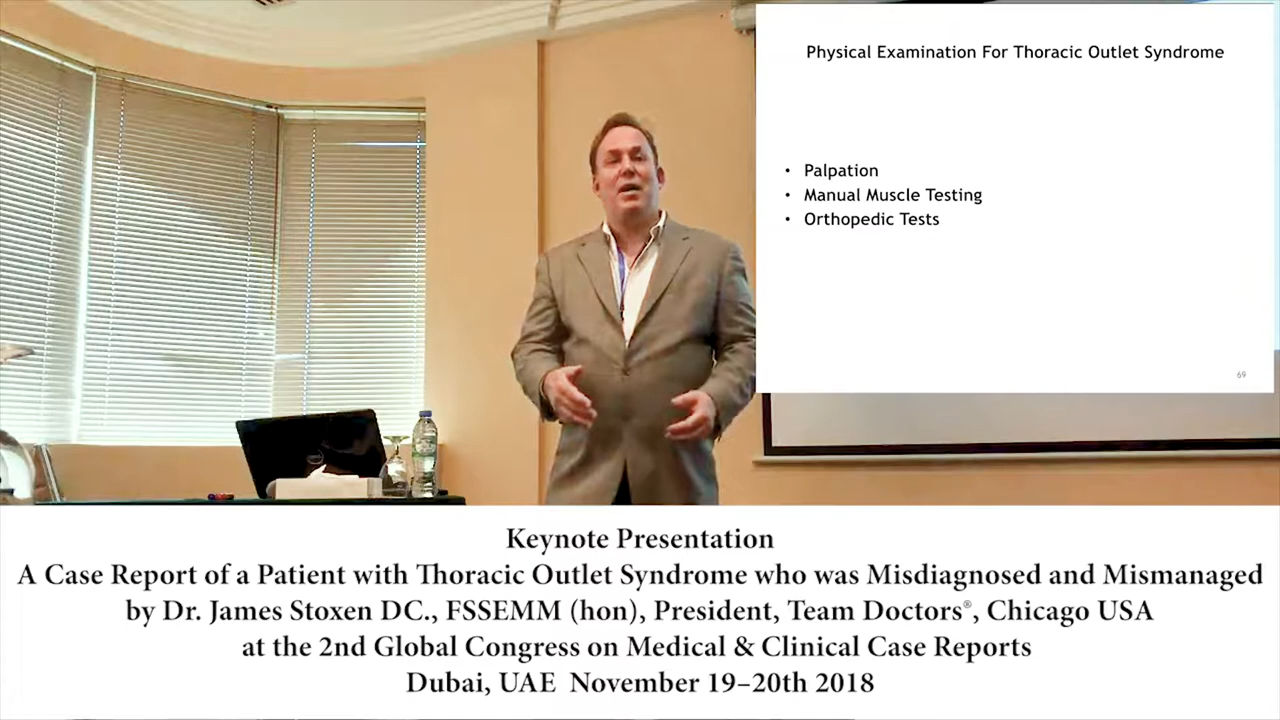 Physical Examination For Thoracic Outlet Syndrome
• Palpation
• Manual Muscle Testing
• Orthopedic Tests
69
Keynote Presentation
A Case Report of a Patient with Thoracic Outlet Syndrome who was Misdiagnosed and Mismanaged
by Dr. James Stoxen DC., FSSEMM (hon), President, Team Doctors®, Chicago USA
at the 2nd Global Congress on Medical & Clinical Case Reports
Dubai, UAE November 19–20th 2018